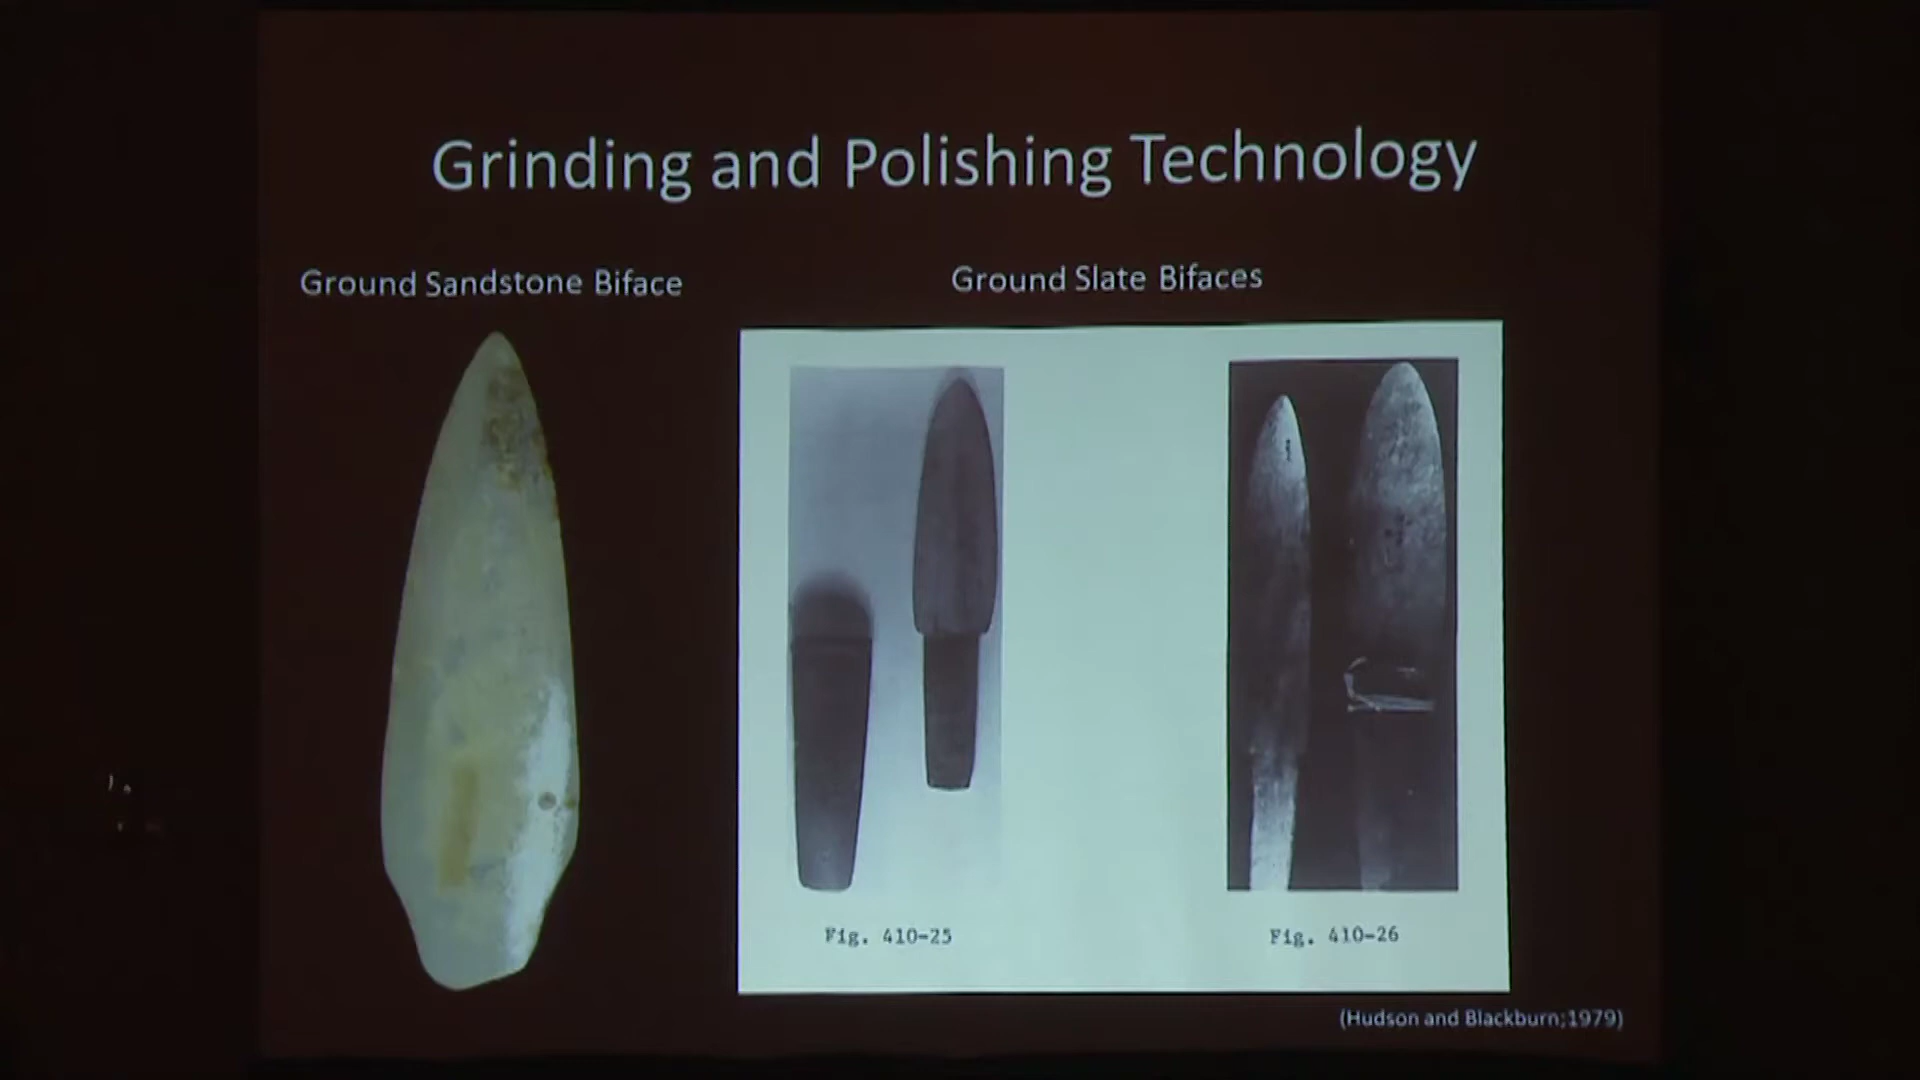 Grinding and Polishing Technology
Ground Sandstone Biface
Ground Slate Bifaces
Fig. 410-25
Fig. 410-26
(Hudson and Blackburn;1979)